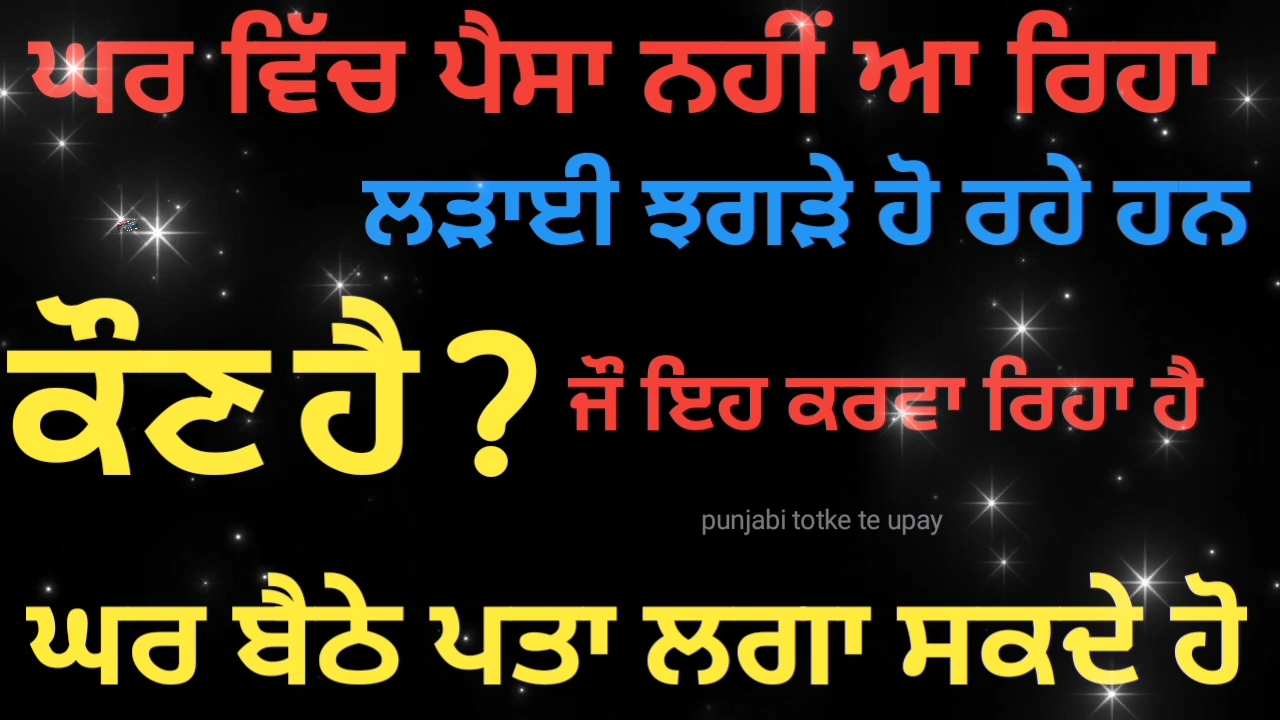 ਘਰ ਵਿੱਚ ਪੈਸਾ ਨਹੀਂ ਆ ਰਿਹਾ
ਲੜਾਈ ਝਗੜੇ ਹੋ ਰਹੇ ਹਨ
ਕੌਣ ਹੈ ? ਜੌ ਇਹ ਕਰਵਾ ਰਿਹਾ ਹੈ
punjabi totke te upay
ਘਰ ਬੈਠੇ ਪਤਾ ਲਗਾ ਸਕਦੇ ਹੋ